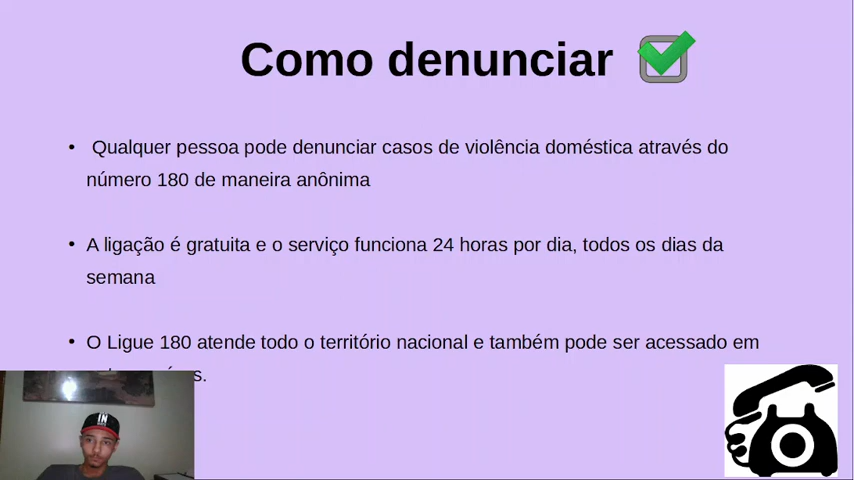 Como denunciar
• Qualquer pessoa pode denunciar casos de violência doméstica através do
número 180 de maneira anônima
• A ligação é gratuita e o serviço funciona 24 horas por dia, todos os dias da
semana
• O Ligue 180 atende todo o território nacional e também pode ser acessado em
IN